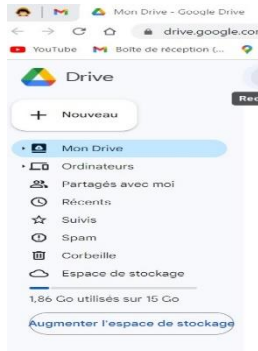 Mon Drive - Google Drive
drive.google.co
YouTube Boîte de réception (...
Drive
Rec
+ Nouveau
Mon Drive
Ordinateurs
Partagés avec moi
Récents
Suivis
Spam
Corbeille
Espace de stockage
1,86 Go utilisés sur 15 Go
Augmenter l'espace de stockage